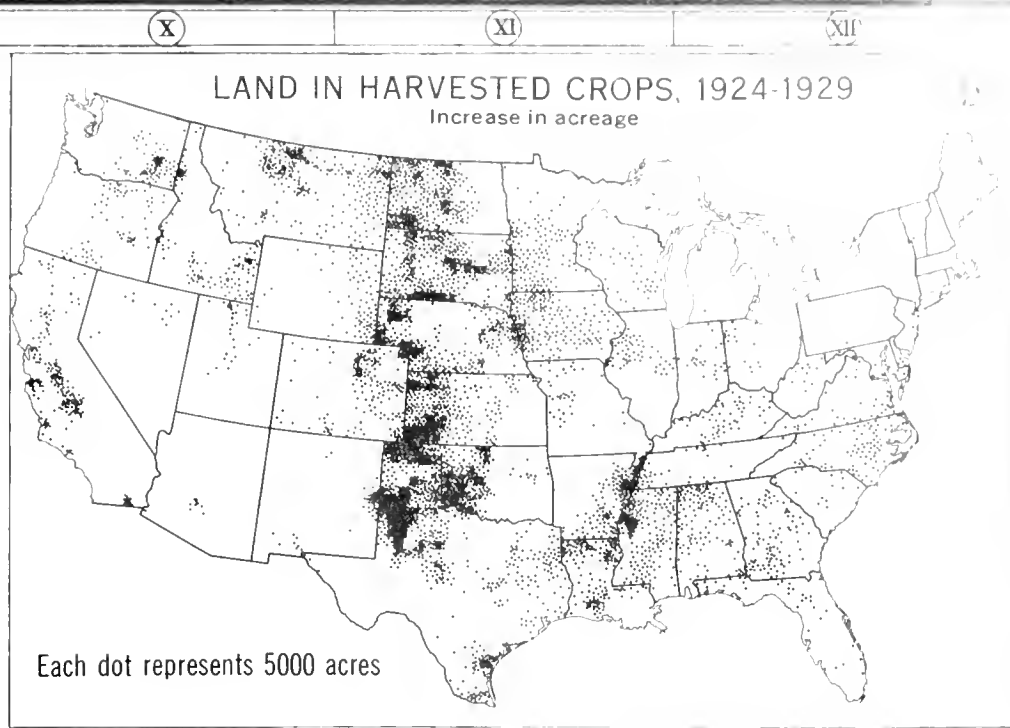 X XI XII
LAND IN HARVESTED CROPS, 1924-1929
Increase in acreage
Each dot represents 5000 acres